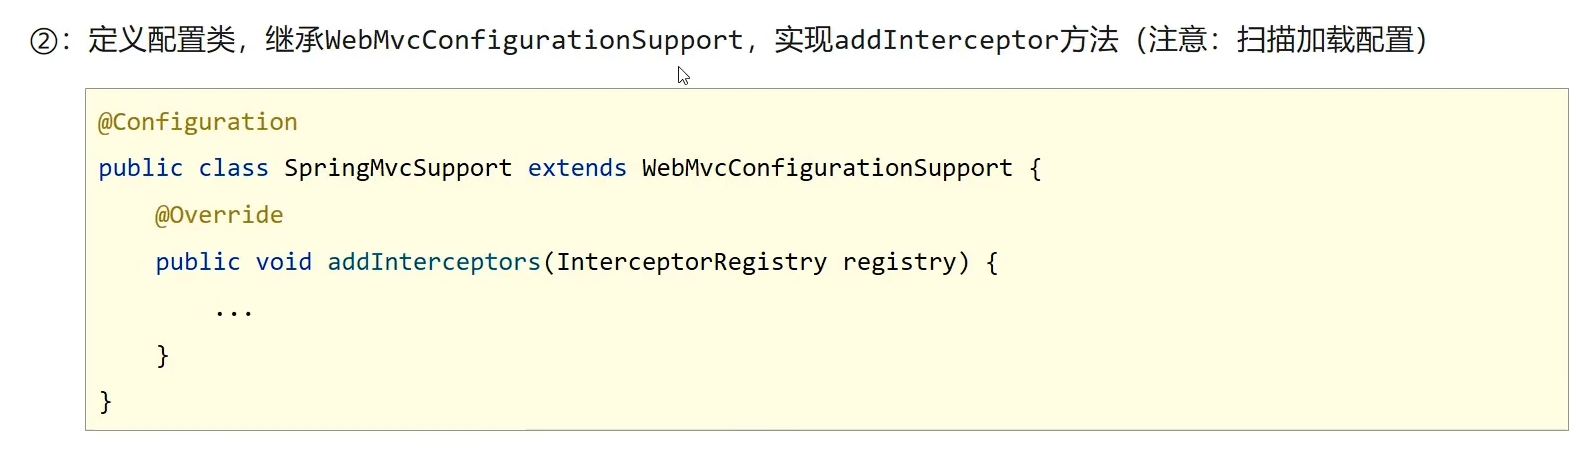 ②：定义配置类，继承WebMvcConfigurationSupport，实现addInterceptor方法（注意：扫描加载配置）
@Configuration
public class SpringMvcSupport extends WebMvcConfigurationSupport {
    @Override
    public void addInterceptors(InterceptorRegistry registry) {
        ...
    }
}